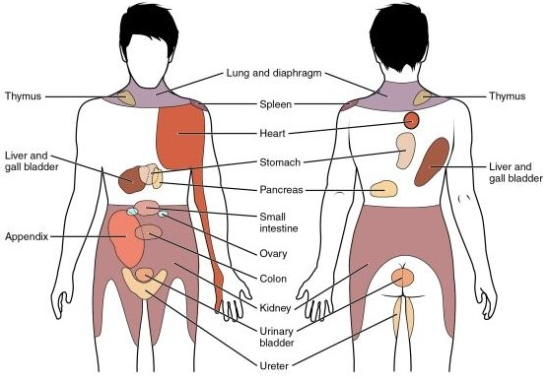 Lung and diaphragm
Thymus
Thymus
Spleen
Heart
Liver and
gall bladder
Stomach
Liver and
gall bladder
Pancreas
Small
intestine
Appendix
Ovary
Colon
Kidney
Urinary
bladder
Ureter